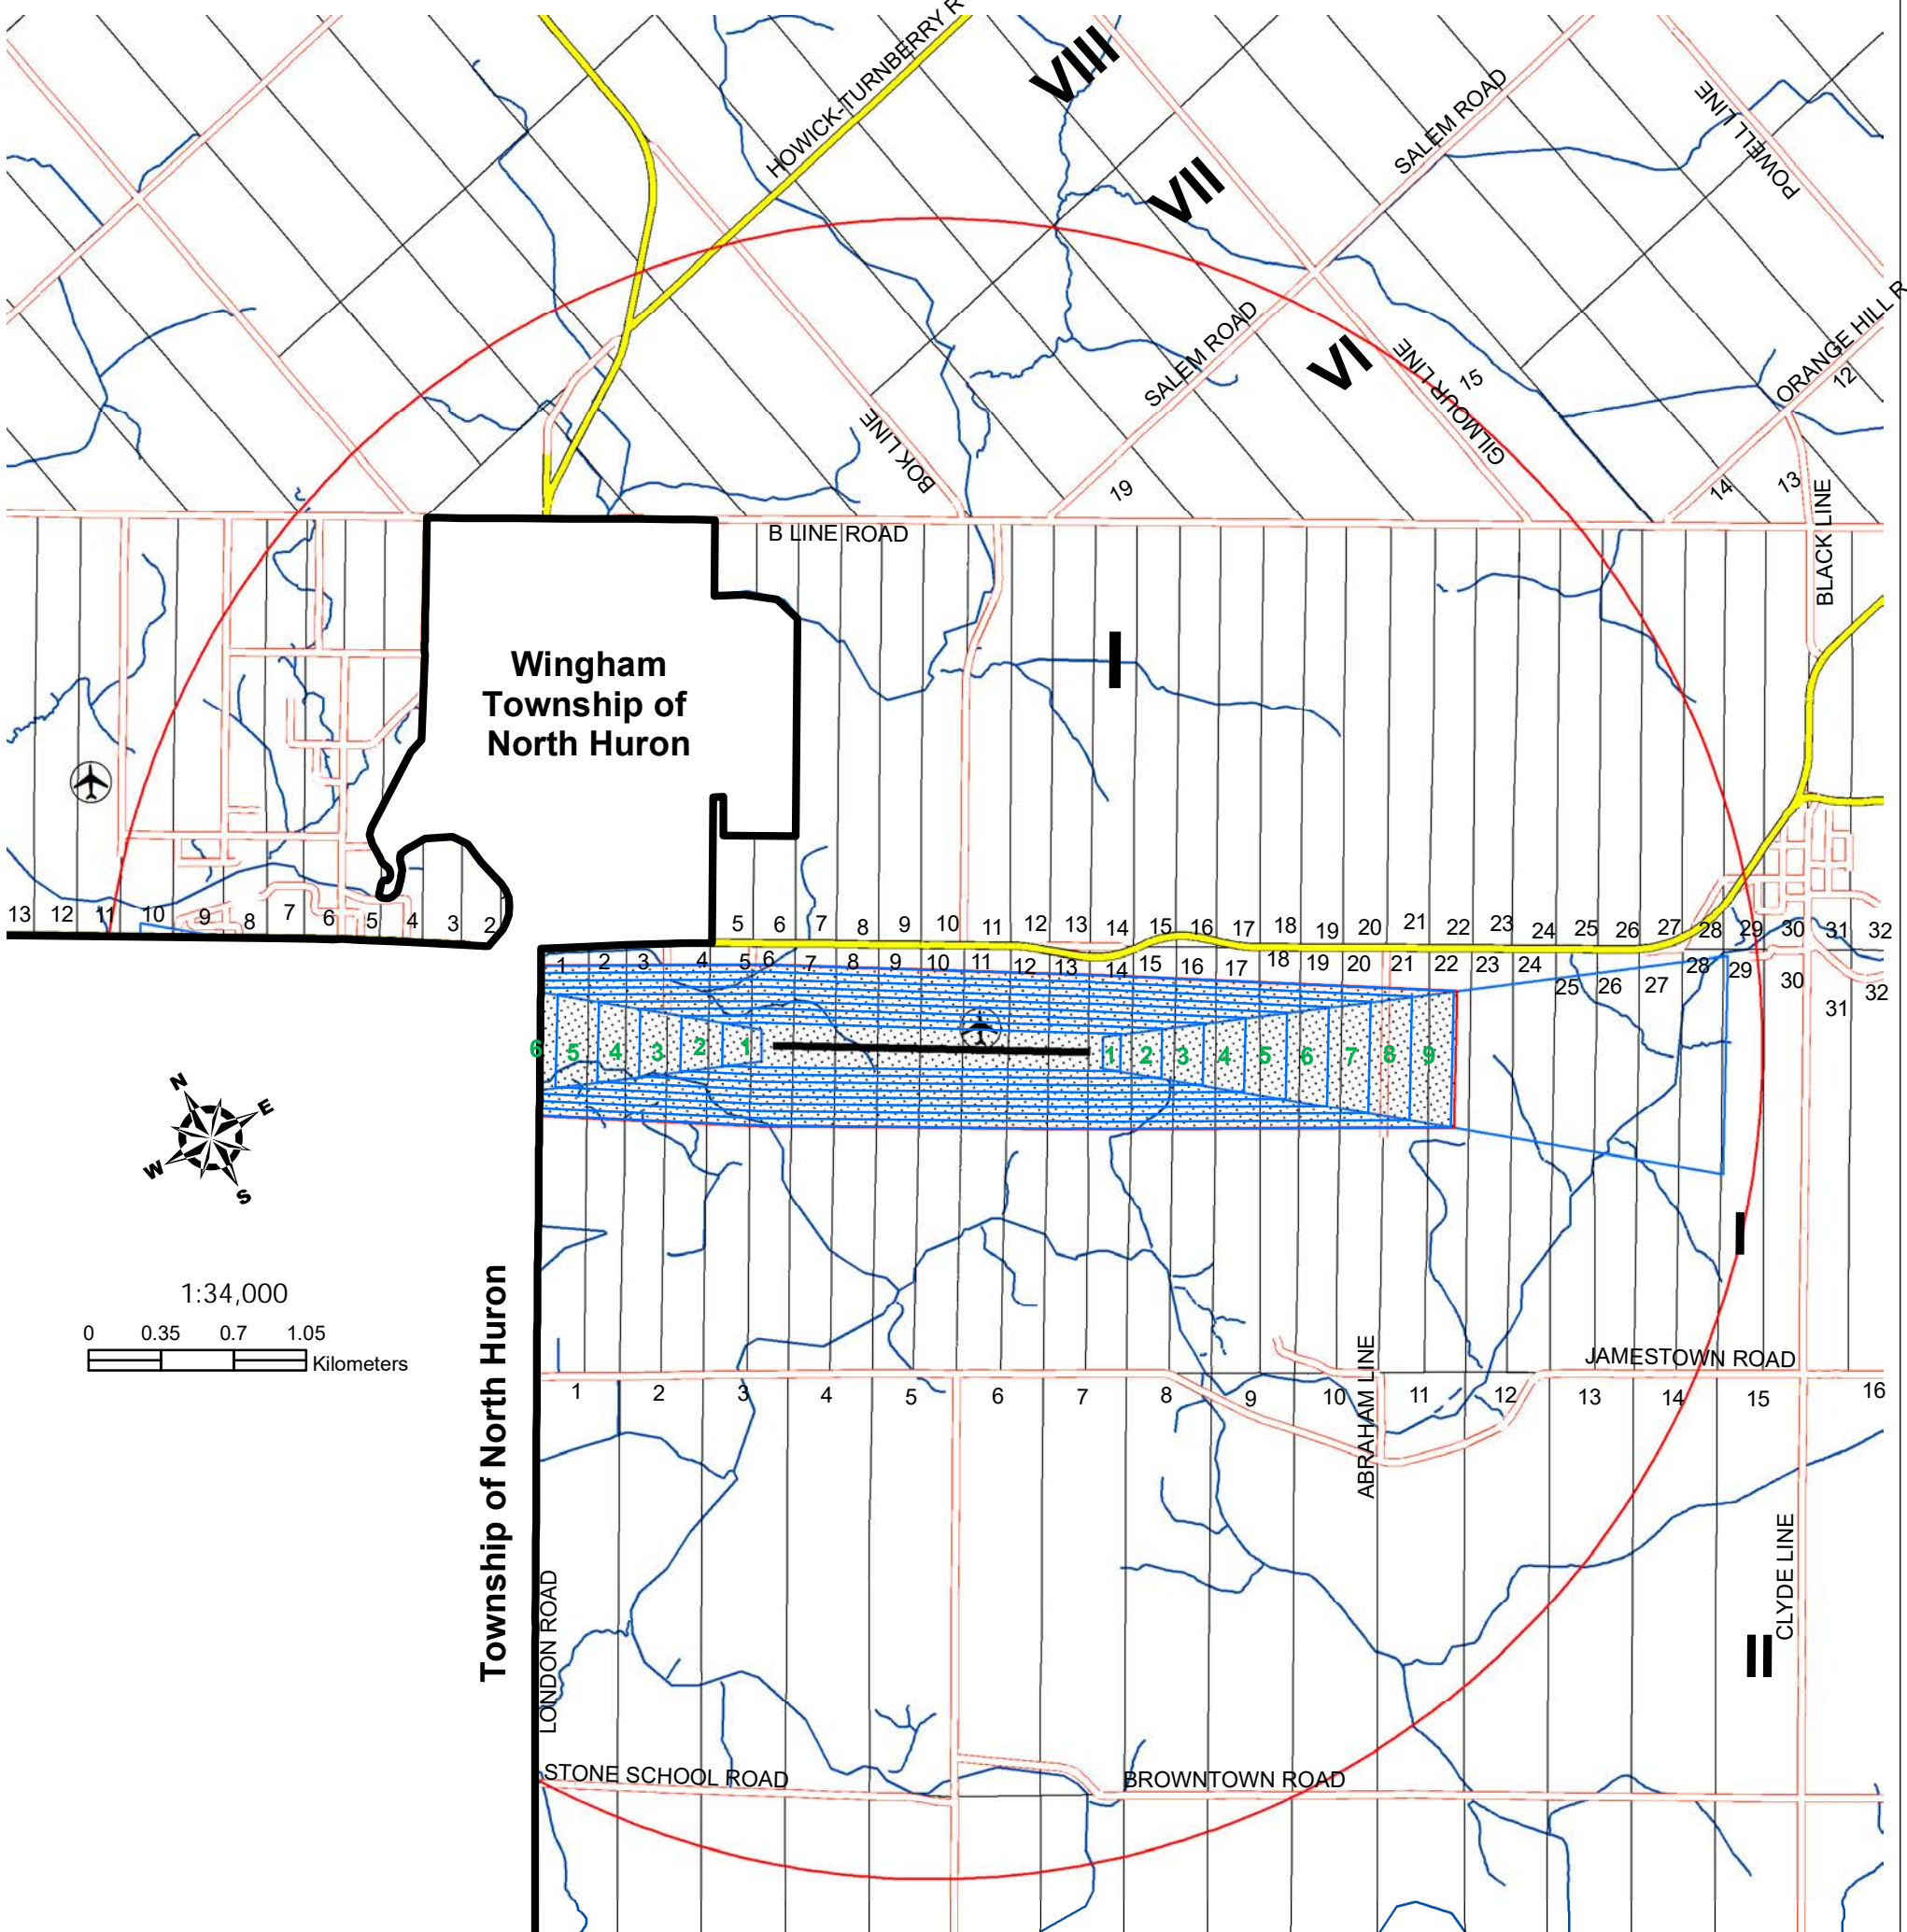 HOWICK-TURNBERRY R
VIII
SALEM ROAD
POWELL LINE
VII
ORANGE HILL R
SALEM ROAD
VI
GILMOUR LINE
15
12
BOK LINE
19
14
13
BLACK LINE
B LINE ROAD
Wingham
Township of
North Huron
I
13 12 11 10 9 8 7 6 5 4 3 2
5 6 7 8 9 10 11 12 13 14 15 16 17 18 19 20 21 22 23 24 25 26 27 28 29 30 31 32
1 2 3 4 5 6 7 8 9 10 11 12 13 14 15 16 17 18 19 20 21 22 23 24 25 26 27 28 29 30 31 32
6 5 4 3 2 1
1 2 3 4 5 6 7 8 9
N
E
W
S
I
1:34,000
0 0.35 0.7 1.05
Kilometers
Township of North Huron
JAMESTOWN ROAD
1 2 3 4 5 6 7 8 9 10 11 12 13 14 15 16
ABRAHAM LINE
CLYDE LINE
LONDON ROAD
II
STONE SCHOOL ROAD
BROWNTOWN ROAD